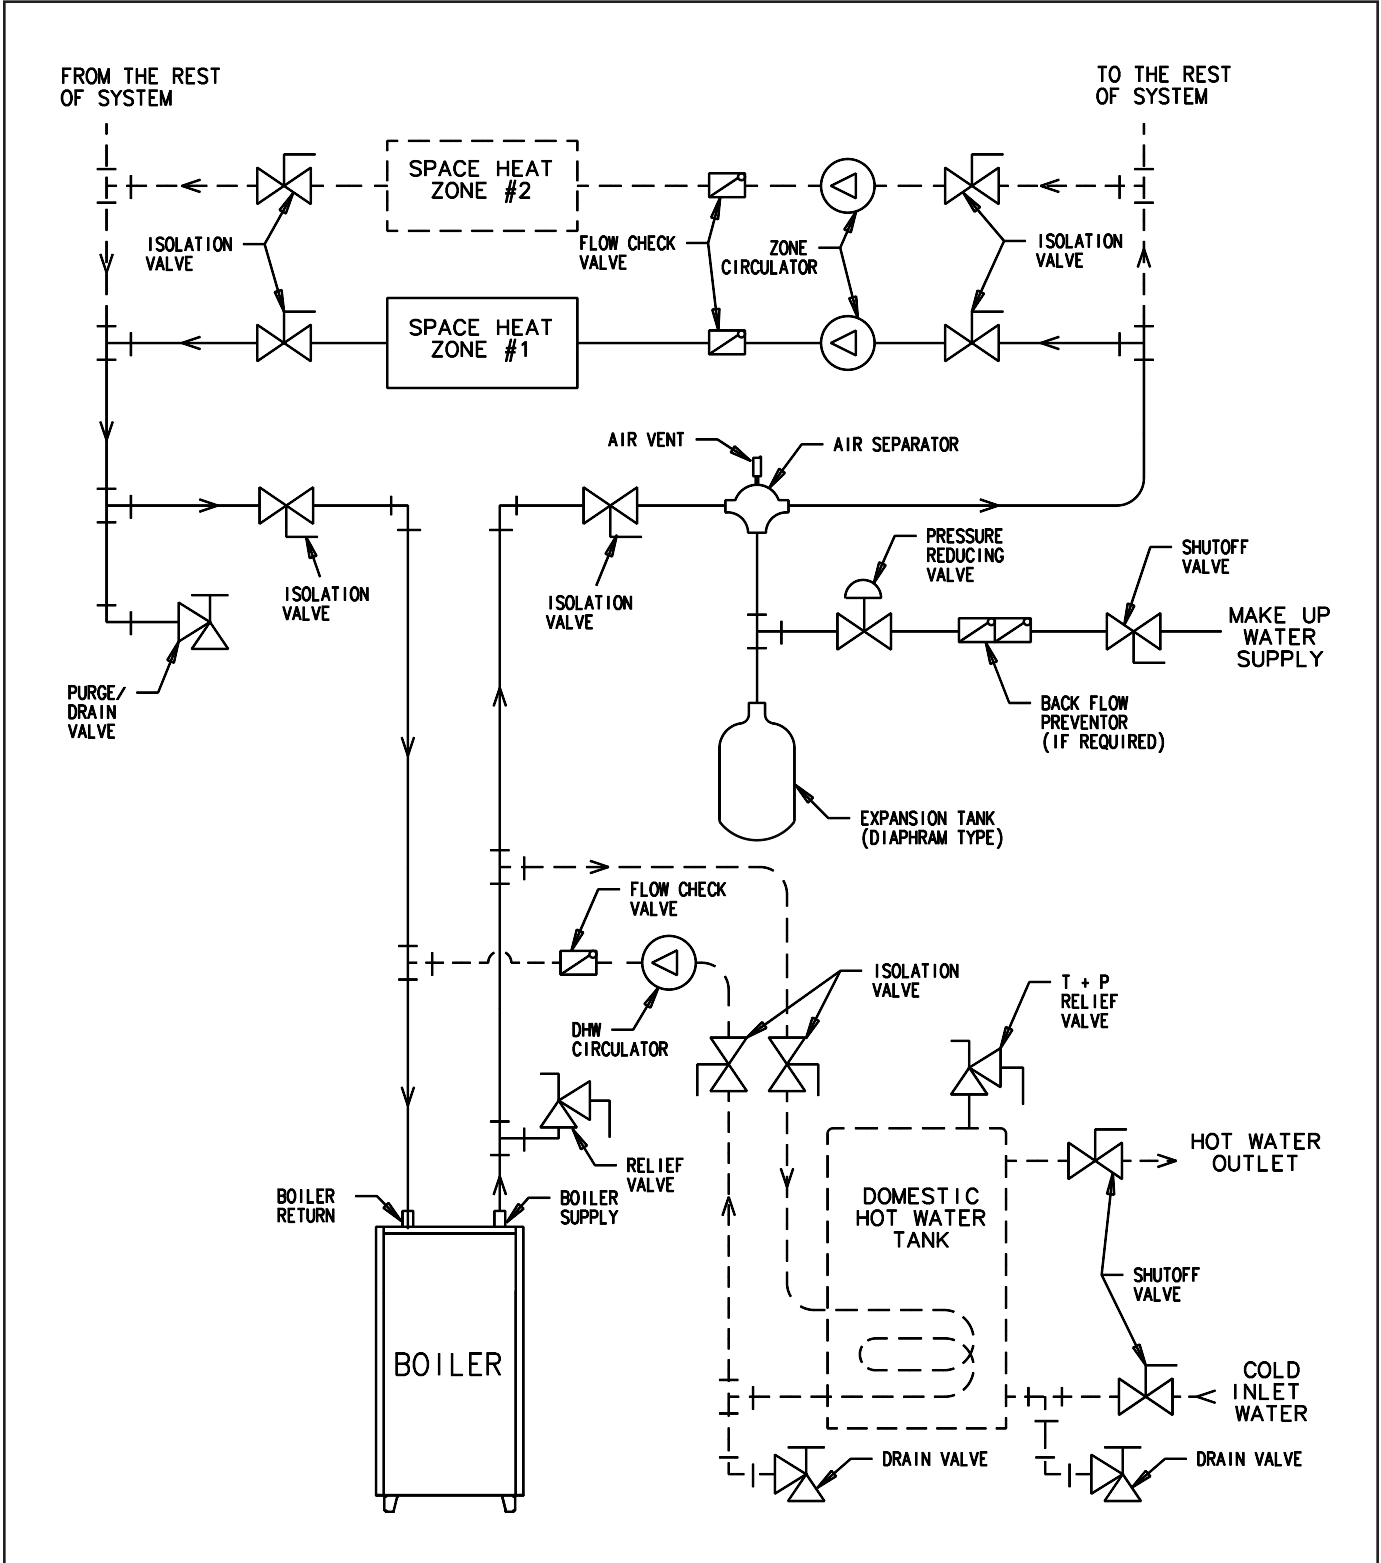 FROM THE REST
OF SYSTEM
TO THE REST
OF SYSTEM
SPACE HEAT
ZONE #2
ISOLATION
VALVE
FLOW CHECK
VALVE
ZONE
CIRCULATOR
ISOLATION
VALVE
SPACE HEAT
ZONE #1
AIR VENT
AIR SEPARATOR
ISOLATION
VALVE
ISOLATION
VALVE
PRESSURE
REDUCING
VALVE
SHUTOFF
VALVE
MAKE UP
WATER
SUPPLY
PURGE/
DRAIN
VALVE
BACK FLOW
PREVENTOR
(IF REQUIRED)
EXPANSION TANK
(DIAPHRAM TYPE)
FLOW CHECK
VALVE
ISOLATION
VALVE
T + P
RELIEF
VALVE
DHW
CIRCULATOR
RELIEF
VALVE
HOT WATER
OUTLET
BOILER
RETURN
BOILER
SUPPLY
DOMESTIC
HOT WATER
TANK
SHUTOFF
VALVE
BOILER
COLD
INLET
WATER
DRAIN VALVE
DRAIN VALVE